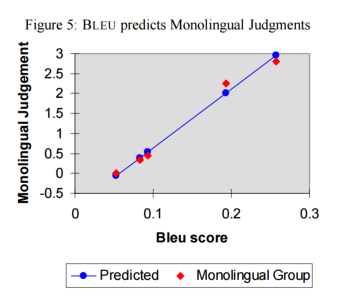 Figure 5: BLEU predicts Monolingual Judgments
Monolingual Judgement
3
2.5
2
1.5
1
0.5
0
-0.5
0 0.1 0.2 0.3
Bleu score
Predicted Monolingual Group